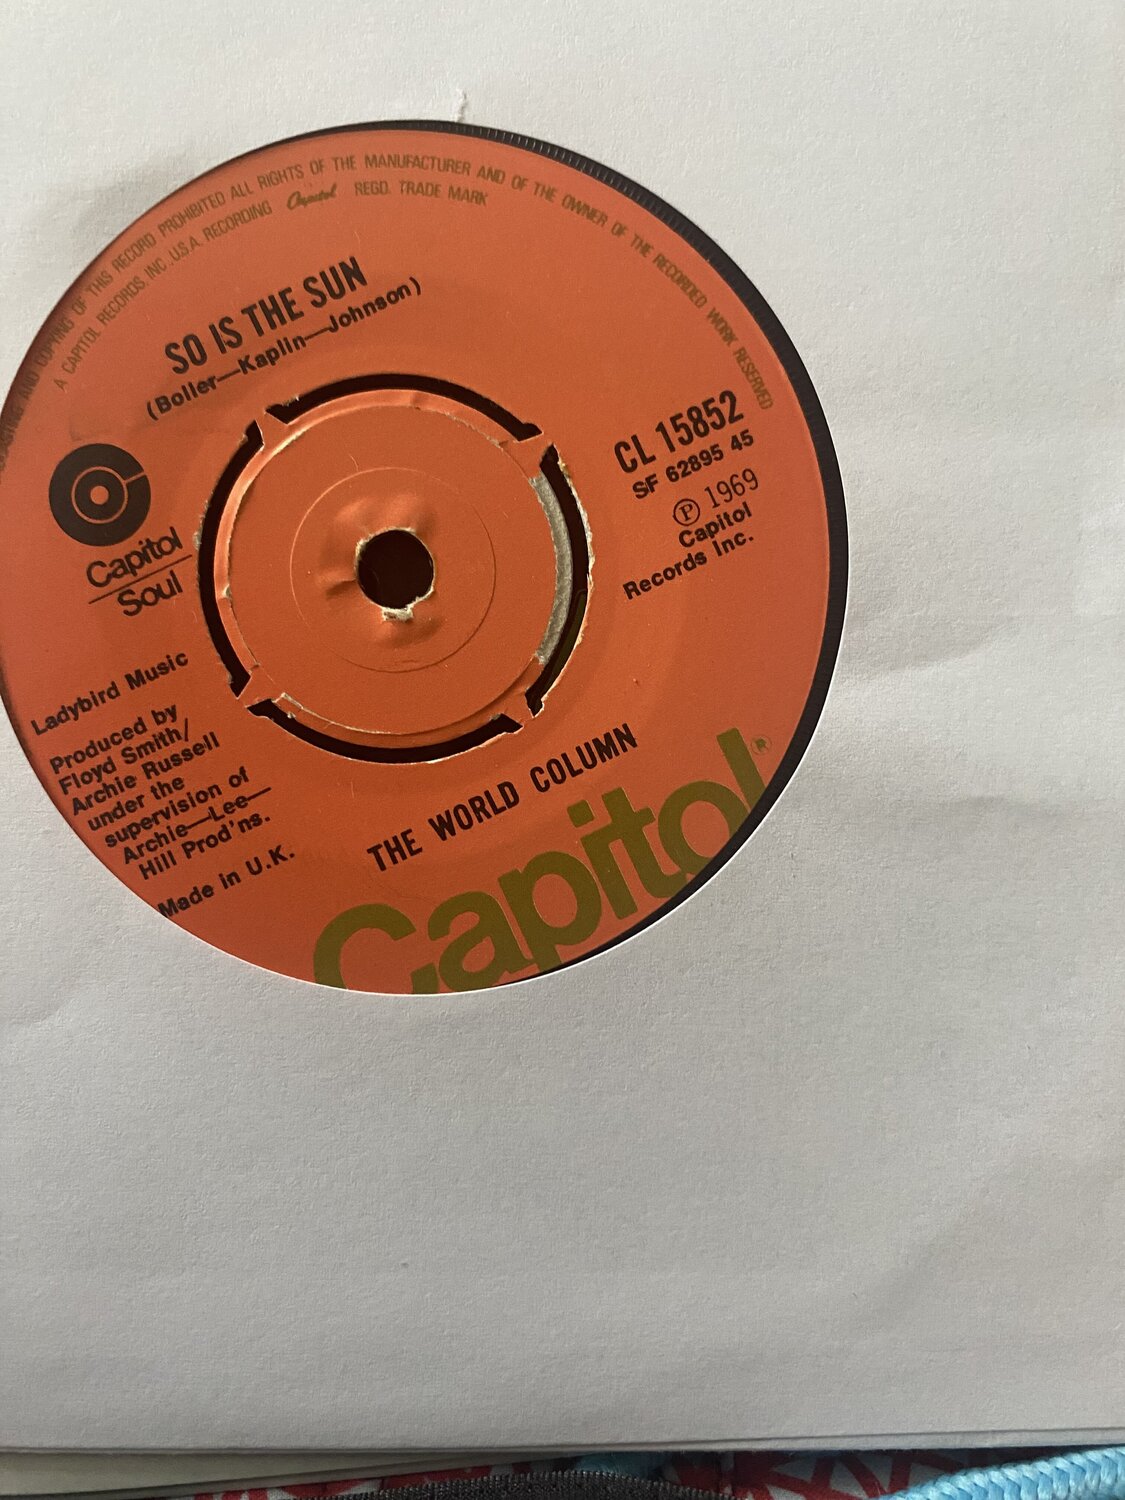 COPYING OF THIS RECORD PROHIBITED ALL RIGHTS OF THE MANUFACTURER AND OF THE OWNER OF THE RECORDED WORK RESERVED
A CAPITOL RECORDS, INC., U.S.A. RECORDING Capitol REGD. TRADE MARK
SO IS THE SUN
(Boller—Kaplin—Johnson)
CL 15852
SF 62895 45
Ⓟ 1969
Capitol
Records Inc.
Capitol
Soul
Ladybird Music
Produced by
Floyd Smith/
Archie Russell
under the
supervision of
Archie—Lee—
Hill Prod'ns.
Made in U.K.
THE WORLD COLUMN
Capitol®